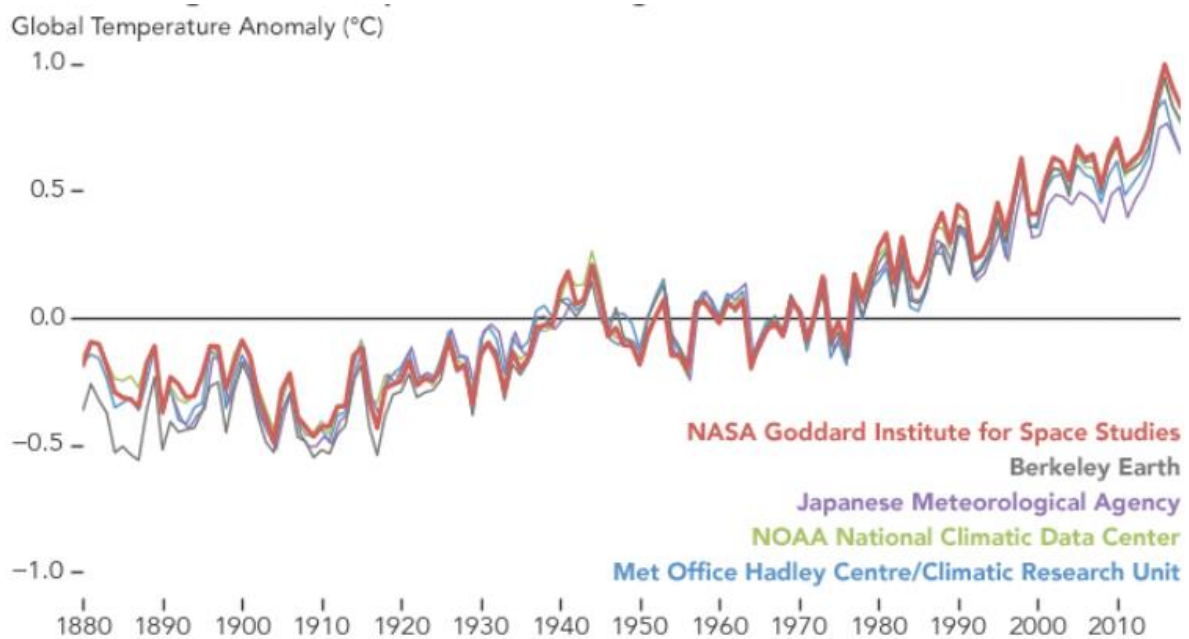 Global Temperature Anomaly (°C)
1.0
0.5
0.0
−0.5
−1.0
NASA Goddard Institute for Space Studies
Berkeley Earth
Japanese Meteorological Agency
NOAA National Climatic Data Center
Met Office Hadley Centre/Climatic Research Unit
1880 1890 1900 1910 1920 1930 1940 1950 1960 1970 1980 1990 2000 2010